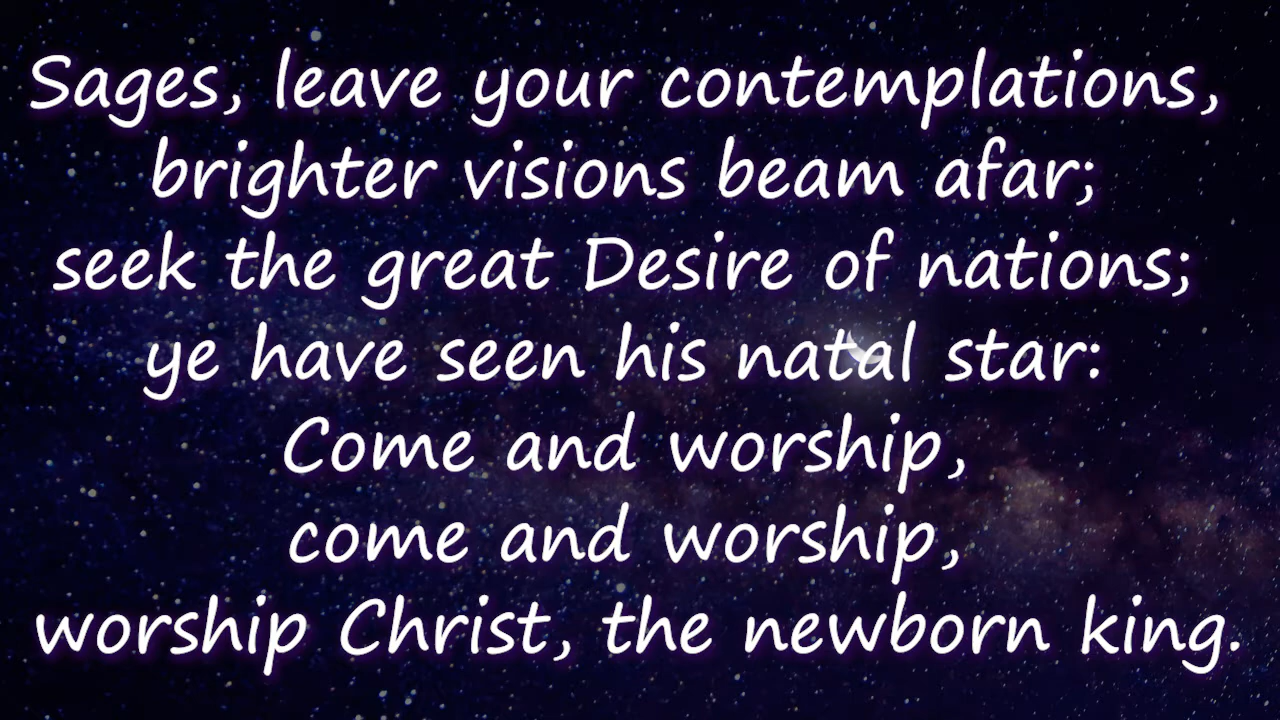 Sages, leave your contemplations,
brighter visions beam afar;
seek the great Desire of nations;
ye have seen his natal star:
Come and worship,
come and worship,
worship Christ, the newborn king.